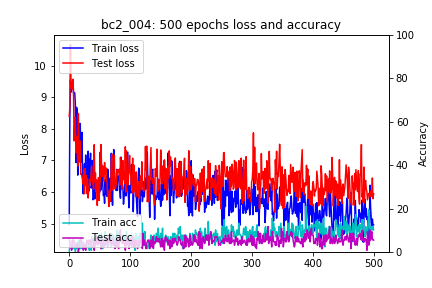 bc2_004: 500 epochs loss and accuracy
Train loss
Test loss
Train acc
Test acc
Loss
10
9
8
7
6
5
Accuracy
100
80
60
40
20
0
0
100
200
300
400
500